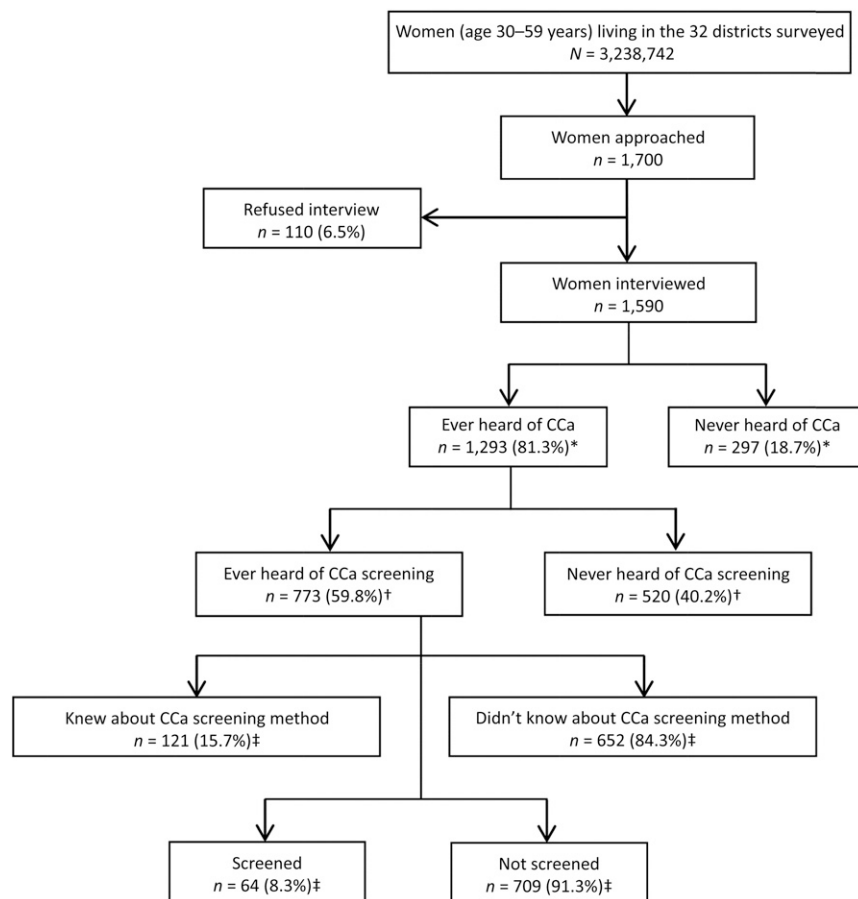 Women (age 30–59 years) living in the 32 districts surveyed
N = 3,238,742
Women approached
n = 1,700
Refused interview
n = 110 (6.5%)
Women interviewed
n = 1,590
Ever heard of CCa
n = 1,293 (81.3%)*
Never heard of CCa
n = 297 (18.7%)*
Ever heard of CCa screening
n = 773 (59.8%)†
Never heard of CCa screening
n = 520 (40.2%)†
Knew about CCa screening method
n = 121 (15.7%)‡
Didn’t know about CCa screening method
n = 652 (84.3%)‡
Screened
n = 64 (8.3%)‡
Not screened
n = 709 (91.3%)‡